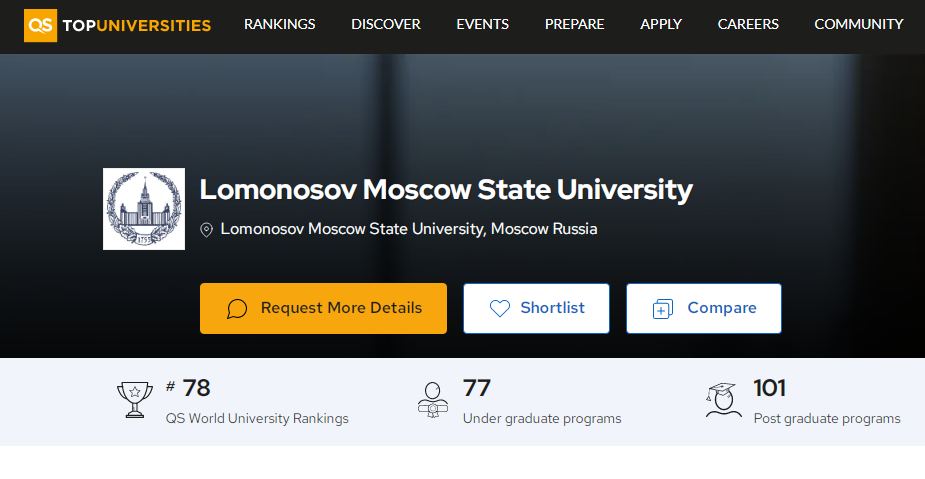 QS TOPUNIVERSITIES RANKINGS DISCOVER EVENTS PREPARE APPLY CAREERS COMMUNITY
1755
Lomonosov Moscow State University
Lomonosov Moscow State University, Moscow Russia
Request More Details Shortlist Compare
# 78 77 101
QS World University Rankings Under graduate programs Post graduate programs